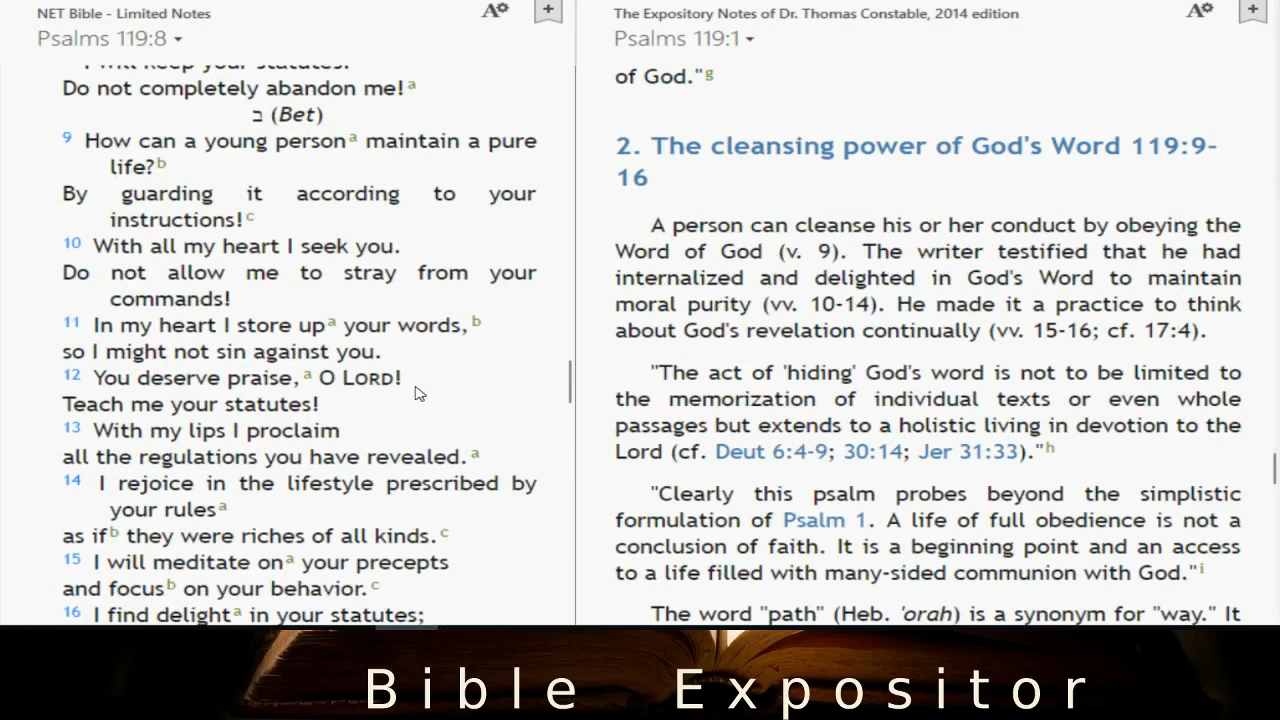 NET Bible - Limited Notes
Psalms 119:8
I will keep your statutes.
Do not completely abandon me! a
ב (Bet)
9 How can a young person a maintain a pure
life? b
By guarding it according to your
instructions! c
10 With all my heart I seek you.
Do not allow me to stray from your
commands!
11 In my heart I store up a your words, b
so I might not sin against you.
12 You deserve praise, a O LORD!
Teach me your statutes!
13 With my lips I proclaim
all the regulations you have revealed. a
14 I rejoice in the lifestyle prescribed by
your rules a
as if b they were riches of all kinds. c
15 I will meditate on a your precepts
and focus b on your behavior. c
16 I find delight a in your statutes;
The Expository Notes of Dr. Thomas Constable, 2014 edition
Psalms 119:1
of God." g
2. The cleansing power of God's Word 119:9-
16
A person can cleanse his or her conduct by obeying the
Word of God (v. 9). The writer testified that he had
internalized and delighted in God's Word to maintain
moral purity (vv. 10-14). He made it a practice to think
about God's revelation continually (vv. 15-16; cf. 17:4).
"The act of 'hiding' God's word is not to be limited to
the memorization of individual texts or even whole
passages but extends to a holistic living in devotion to the
Lord (cf. Deut 6:4-9; 30:14; Jer 31:33)." h
"Clearly this psalm probes beyond the simplistic
formulation of Psalm 1. A life of full obedience is not a
conclusion of faith. It is a beginning point and an access
to a life filled with many-sided communion with God." i
The word "path" (Heb. 'orah) is a synonym for "way." It
Bible Expositor